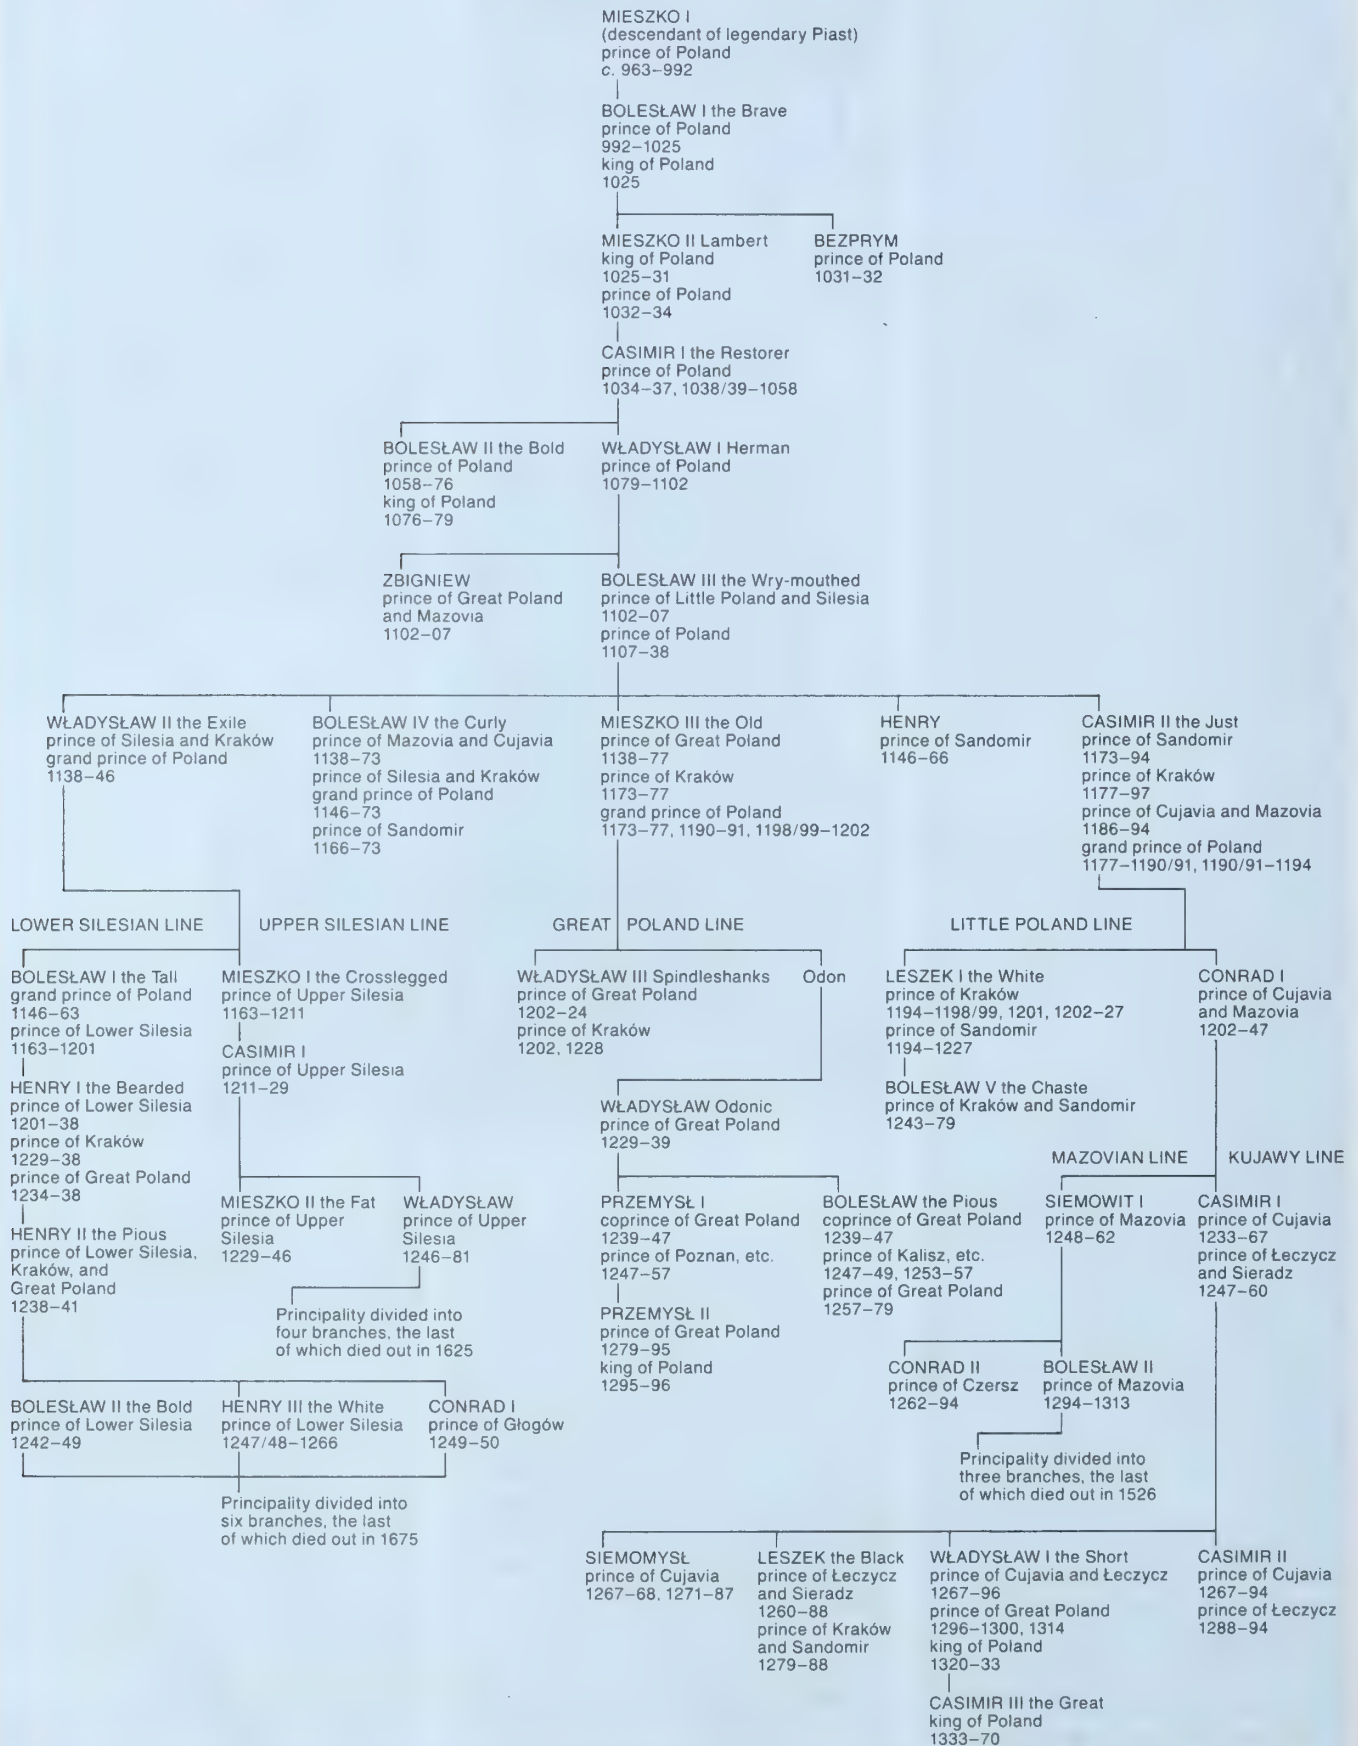 MIESZKO I
(descendant of legendary Piast)
prince of Poland
c. 963–992
BOLESŁAW I the Brave
prince of Poland
992–1025
king of Poland
1025
MIESZKO II Lambert
king of Poland
1025–31
prince of Poland
1032–34
BEZPRYM
prince of Poland
1031–32
CASIMIR I the Restorer
prince of Poland
1034–37, 1038/39–1058
BOLESŁAW II the Bold
prince of Poland
1058–76
king of Poland
1076–79
WŁADYSŁAW I Herman
prince of Poland
1079–1102
ZBIGNIEW
prince of Great Poland
and Mazovia
1102–07
BOLESŁAW III the Wry-mouthed
prince of Little Poland and Silesia
1102–07
prince of Poland
1107–38
WŁADYSŁAW II the Exile
prince of Silesia and Kraków
grand prince of Poland
1138–46
BOLESŁAW IV the Curly
prince of Mazovia and Cujavia
1138–73
prince of Silesia and Kraków
grand prince of Poland
1146–73
prince of Sandomir
1166–73
MIESZKO III the Old
prince of Great Poland
1138–77
prince of Kraków
1173–77
grand prince of Poland
1173–77, 1190–91, 1198/99–1202
HENRY
prince of Sandomir
1146–66
CASIMIR II the Just
prince of Sandomir
1173–94
prince of Kraków
1177–97
prince of Cujavia and Mazovia
1186–94
grand prince of Poland
1177–1190/91, 1190/91–1194
LOWER SILESIAN LINE
UPPER SILESIAN LINE
GREAT POLAND LINE
LITTLE POLAND LINE
BOLESŁAW I the Tall
grand prince of Poland
1146–63
prince of Lower Silesia
1163–1201
MIESZKO I the Crosslegged
prince of Upper Silesia
1163–1211
WŁADYSŁAW III Spindleshanks
prince of Great Poland
1202–24
prince of Kraków
1202, 1228
Odon
LESZEK I the White
prince of Kraków
1194–1198/99, 1201, 1202–27
prince of Sandomir
1194–1227
CONRAD I
prince of Cujavia
and Mazovia
1202–47
CASIMIR I
prince of Upper Silesia
1211–29
HENRY I the Bearded
prince of Lower Silesia
1201–38
prince of Kraków
1229–38
prince of Great Poland
1234–38
WŁADYSŁAW Odonic
prince of Great Poland
1229–39
BOLESŁAW V the Chaste
prince of Kraków and Sandomir
1243–79
MAZOVIAN LINE
KUJAWY LINE
HENRY II the Pious
prince of Lower Silesia,
Kraków, and
Great Poland
1238–41
MIESZKO II the Fat
prince of Upper
Silesia
1229–46
WŁADYSŁAW
prince of Upper
Silesia
1246–81
PRZEMYSŁ I
coprince of Great Poland
1239–47
prince of Poznan, etc.
1247–57
BOLESŁAW the Pious
coprince of Great Poland
1239–47
prince of Kalisz, etc.
1247–49, 1253–57
prince of Great Poland
1257–79
SIEMOWIT I
prince of Mazovia
1248–62
CASIMIR I
prince of Cujavia
1233–67
prince of Łeczycz
and Sieradz
1247–60
Principality divided into
four branches, the last
of which died out in 1625
PRZEMYSŁ II
prince of Great Poland
1279–95
king of Poland
1295–96
CONRAD II
prince of Czersz
1262–94
BOLESŁAW II
prince of Mazovia
1294–1313
BOLESŁAW II the Bold
prince of Lower Silesia
1242–49
HENRY III the White
prince of Lower Silesia
1247/48–1266
CONRAD I
prince of Głogów
1249–50
Principality divided into
three branches, the last
of which died out in 1526
Principality divided into
six branches, the last
of which died out in 1675
SIEMOMYSŁ
prince of Cujavia
1267–68, 1271–87
LESZEK the Black
prince of Łeczycz
and Sieradz
1260–88
prince of Kraków
and Sandomir
1279–88
WŁADYSŁAW I the Short
prince of Cujavia and Łeczycz
1267–96
prince of Great Poland
1296–1300, 1314
king of Poland
1320–33
CASIMIR II
prince of Cujavia
1267–94
prince of Łeczycz
1288–94
CASIMIR III the Great
king of Poland
1333–70